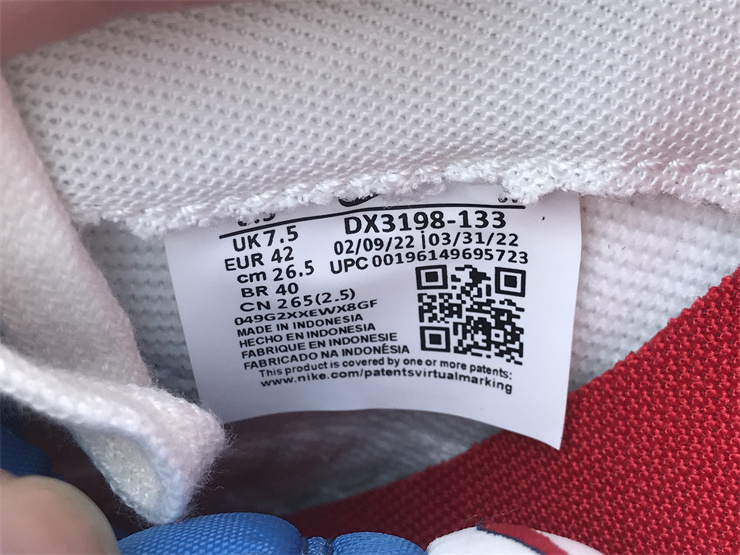 UK 7.5
DX3198-133
EUR 42
02/09/22 | 03/31/22
cm 26.5
UPC 00196149695723
BR 40
CN 265(2.5)
049G2XXEWX8GF
MADE IN INDONESIA
HECHO EN INDONESIA
FABRIQUE EN INDONESIE
FABRICADO NA INDONÉSIA
This product is covered by one or more patents:
www.nike.com/patentsvirtualmarking